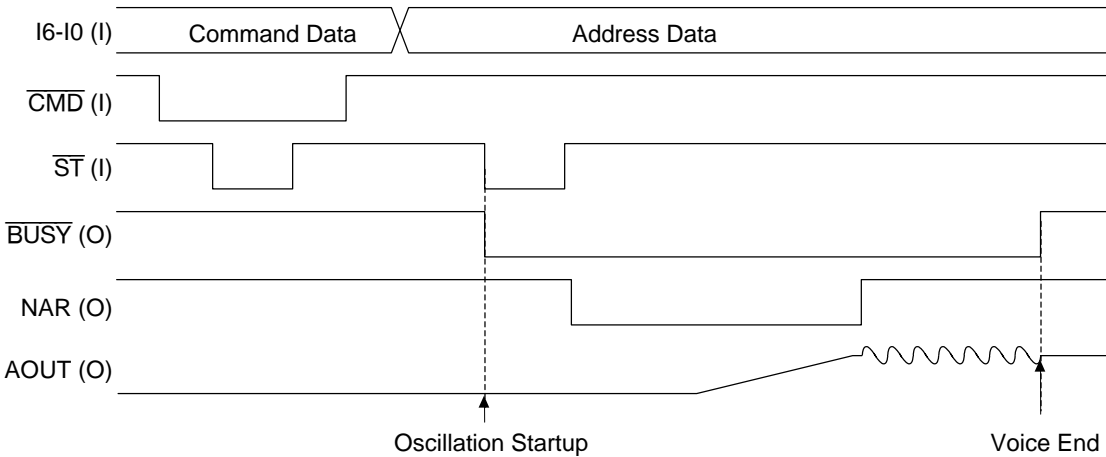 I6-I0 (I) Command Data Address Data
CMD (I)
ST (I)
BUSY (O)
NAR (O)
AOUT (O)
Oscillation Startup Voice End